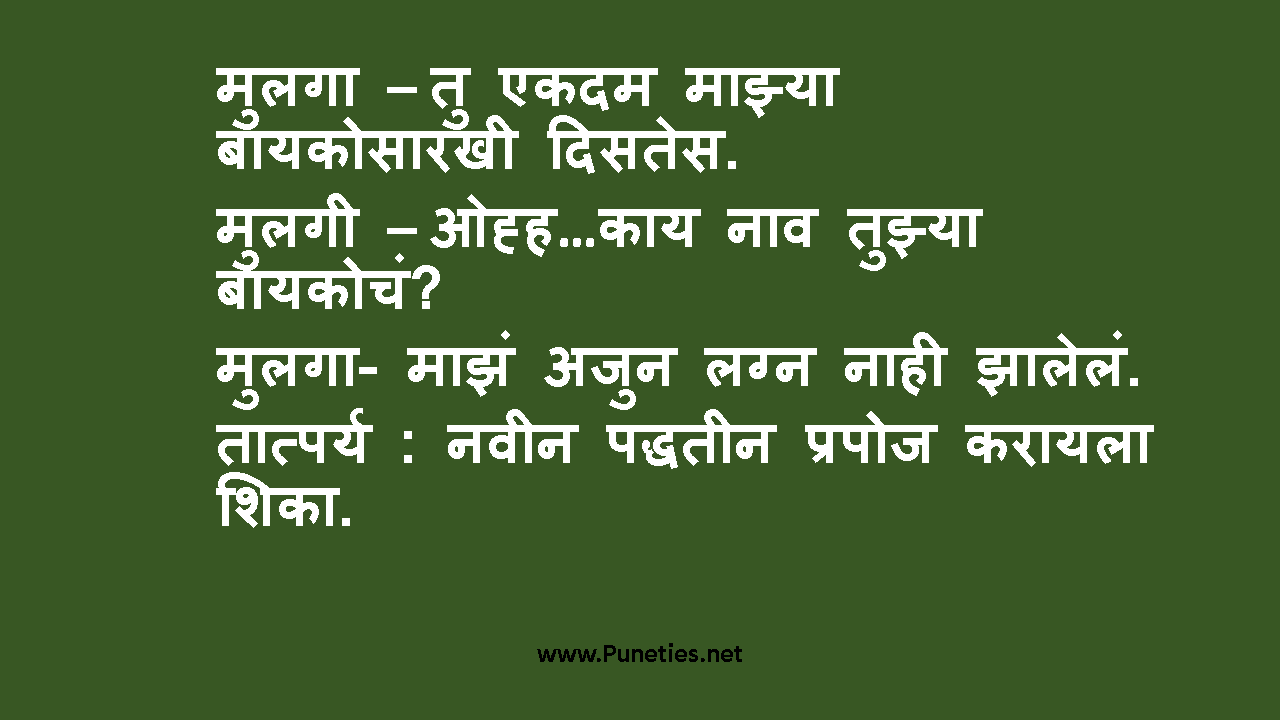 मुलगा – तु एकदम माझ्या
बायकोसारखी दिसतेस.
मुलगी – ओह्ह...काय नाव तुझ्या
बायकोचं?
मुलगा- माझं अजुन लग्न नाही झालेलं.
तात्पर्य : नवीन पद्धतीन प्रपोज करायला
शिका.
www.Puneties.net